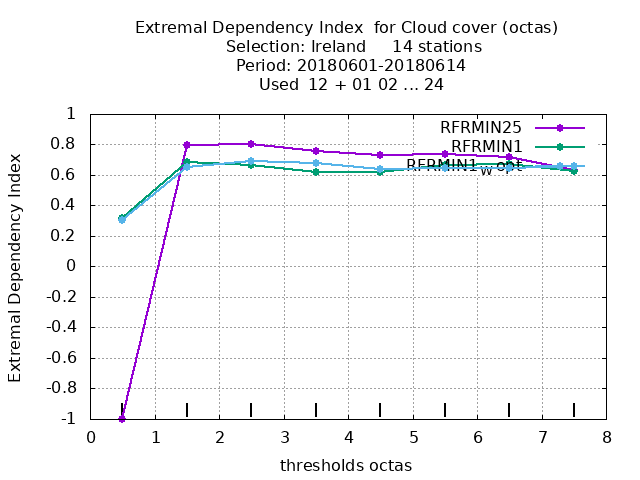 Extremal Dependency Index  for Cloud cover (octas)
Selection: Ireland     14 stations
Period: 20180601-20180614
Used  12 + 01 02 ... 24
Extremal Dependency Index
1
0.8
0.6
0.4
0.2
0
-0.2
-0.4
-0.6
-0.8
-1
RFRMIN25
RFRMIN1
RFRMIN1wopt
0 1 2 3 4 5 6 7 8
thresholds octas